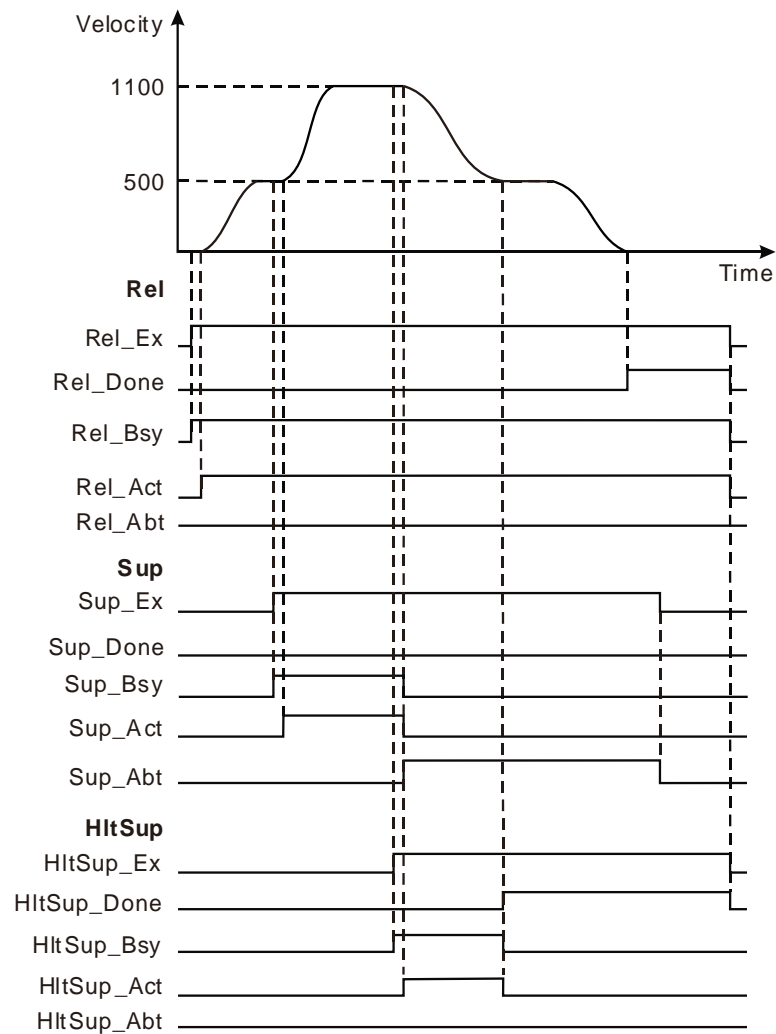 Velocity
1100
500
Time
Rel
Rel_Ex
Rel_Done
Rel_Bsy
Rel_Act
Rel_Abt
Sup
Sup_Ex
Sup_Done
Sup_Bsy
Sup_Act
Sup_Abt
HltSup
HltSup_Ex
HltSup_Done
HltSup_Bsy
HltSup_Act
HltSup_Abt